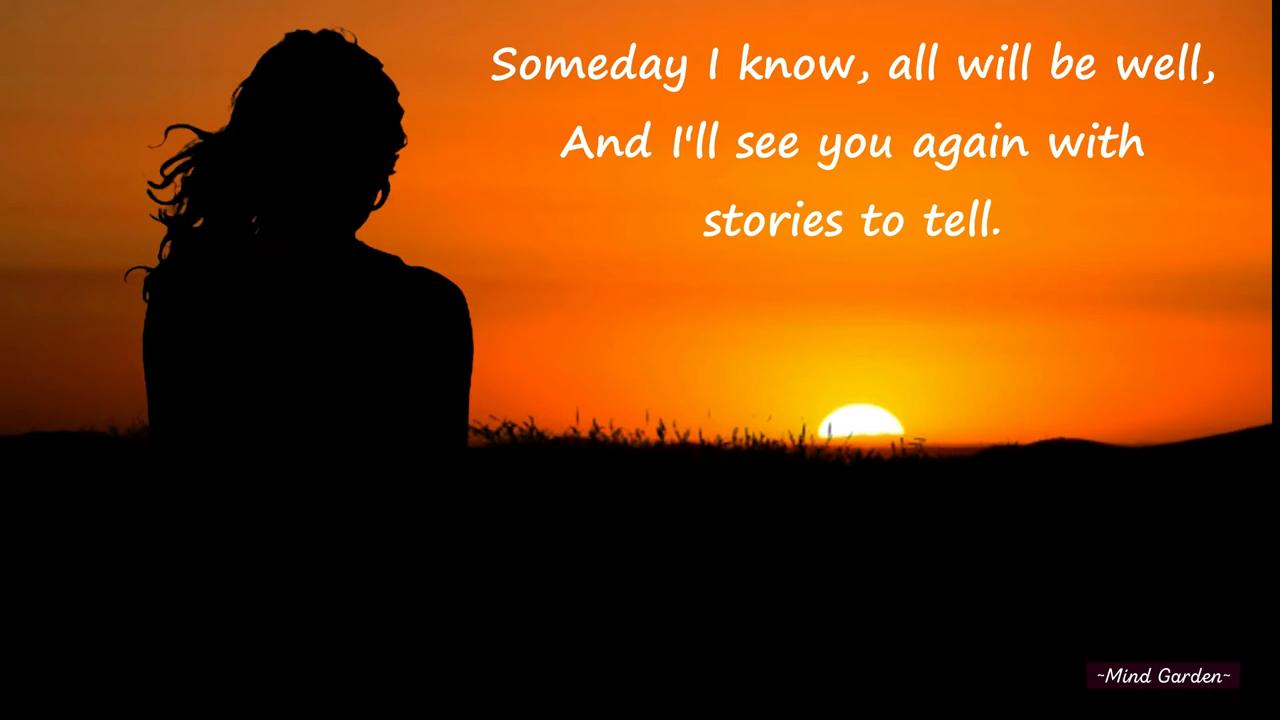 Someday I know, all will be well,
And I'll see you again with
stories to tell.
~Mind Garden~